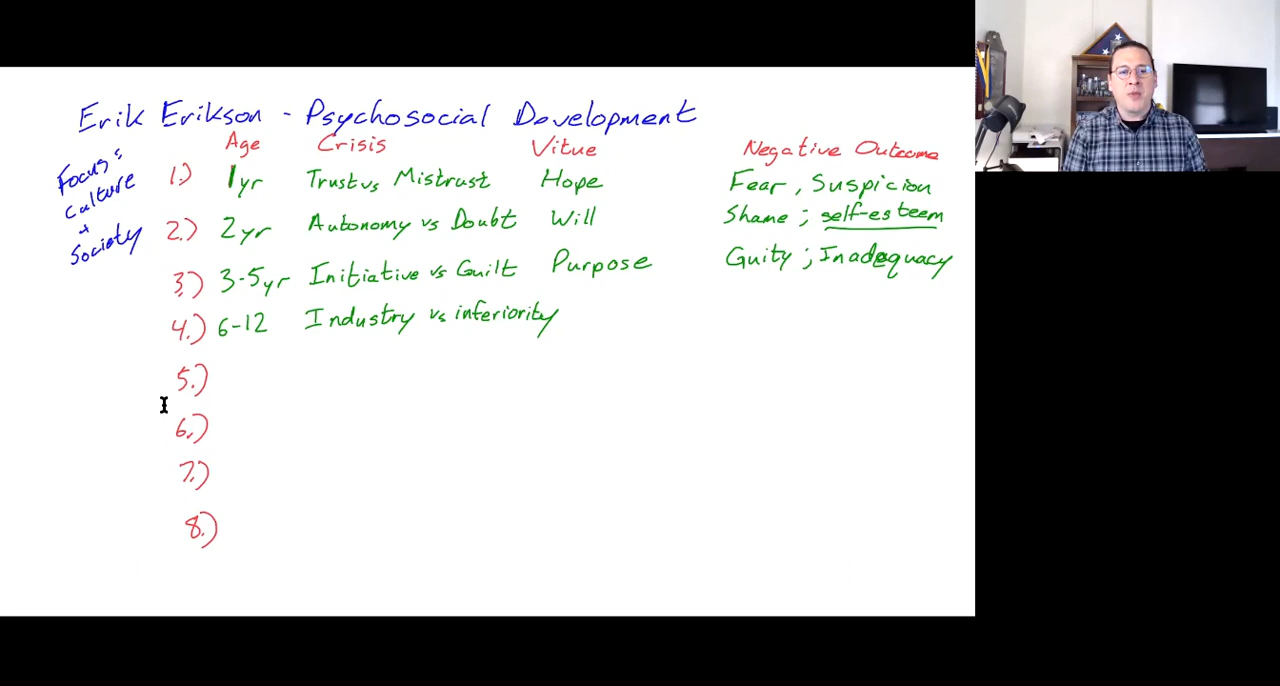 Erik Erikson - Psychosocial Development
Focus:
Culture
+
Society
Age Crisis Vitue Negative Outcome
1.) 1yr Trust vs Mistrust Hope Fear, Suspicion
2.) 2yr Autonomy vs Doubt Will Shame; self-esteem
3.) 3-5yr Initiative vs Guilt Purpose Guity; Inadequacy
4.) 6-12 Industry vs inferiority
5.)
6.)
7.)
8.)